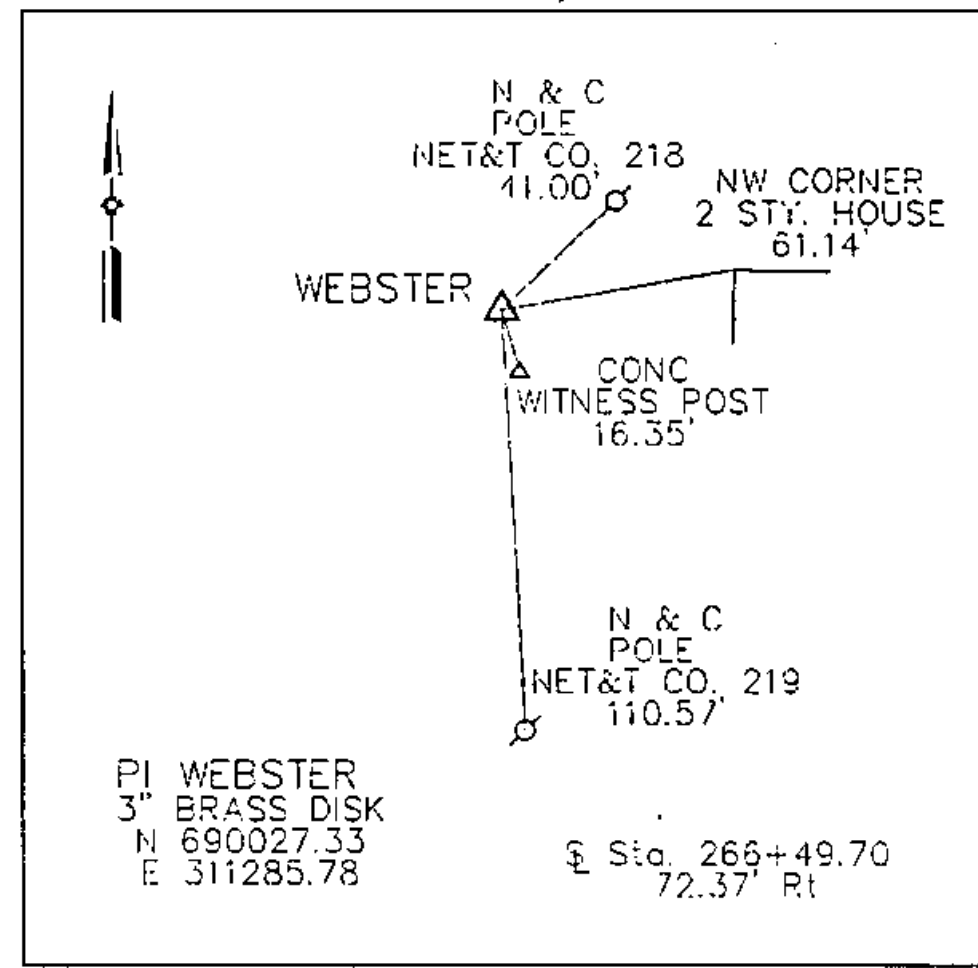 N & C
POLE
NET&T CO. 218
41.00'
NW CORNER
2 STY. HOUSE
61.14'
WEBSTER
CONC
WITNESS POST
16.35'
N & C
POLE
NET&T CO. 219
110.57'
PI WEBSTER
3" BRASS DISK
N 690027.33
E 311285.78
℄ Sta. 266+49.70
72.37' Rt